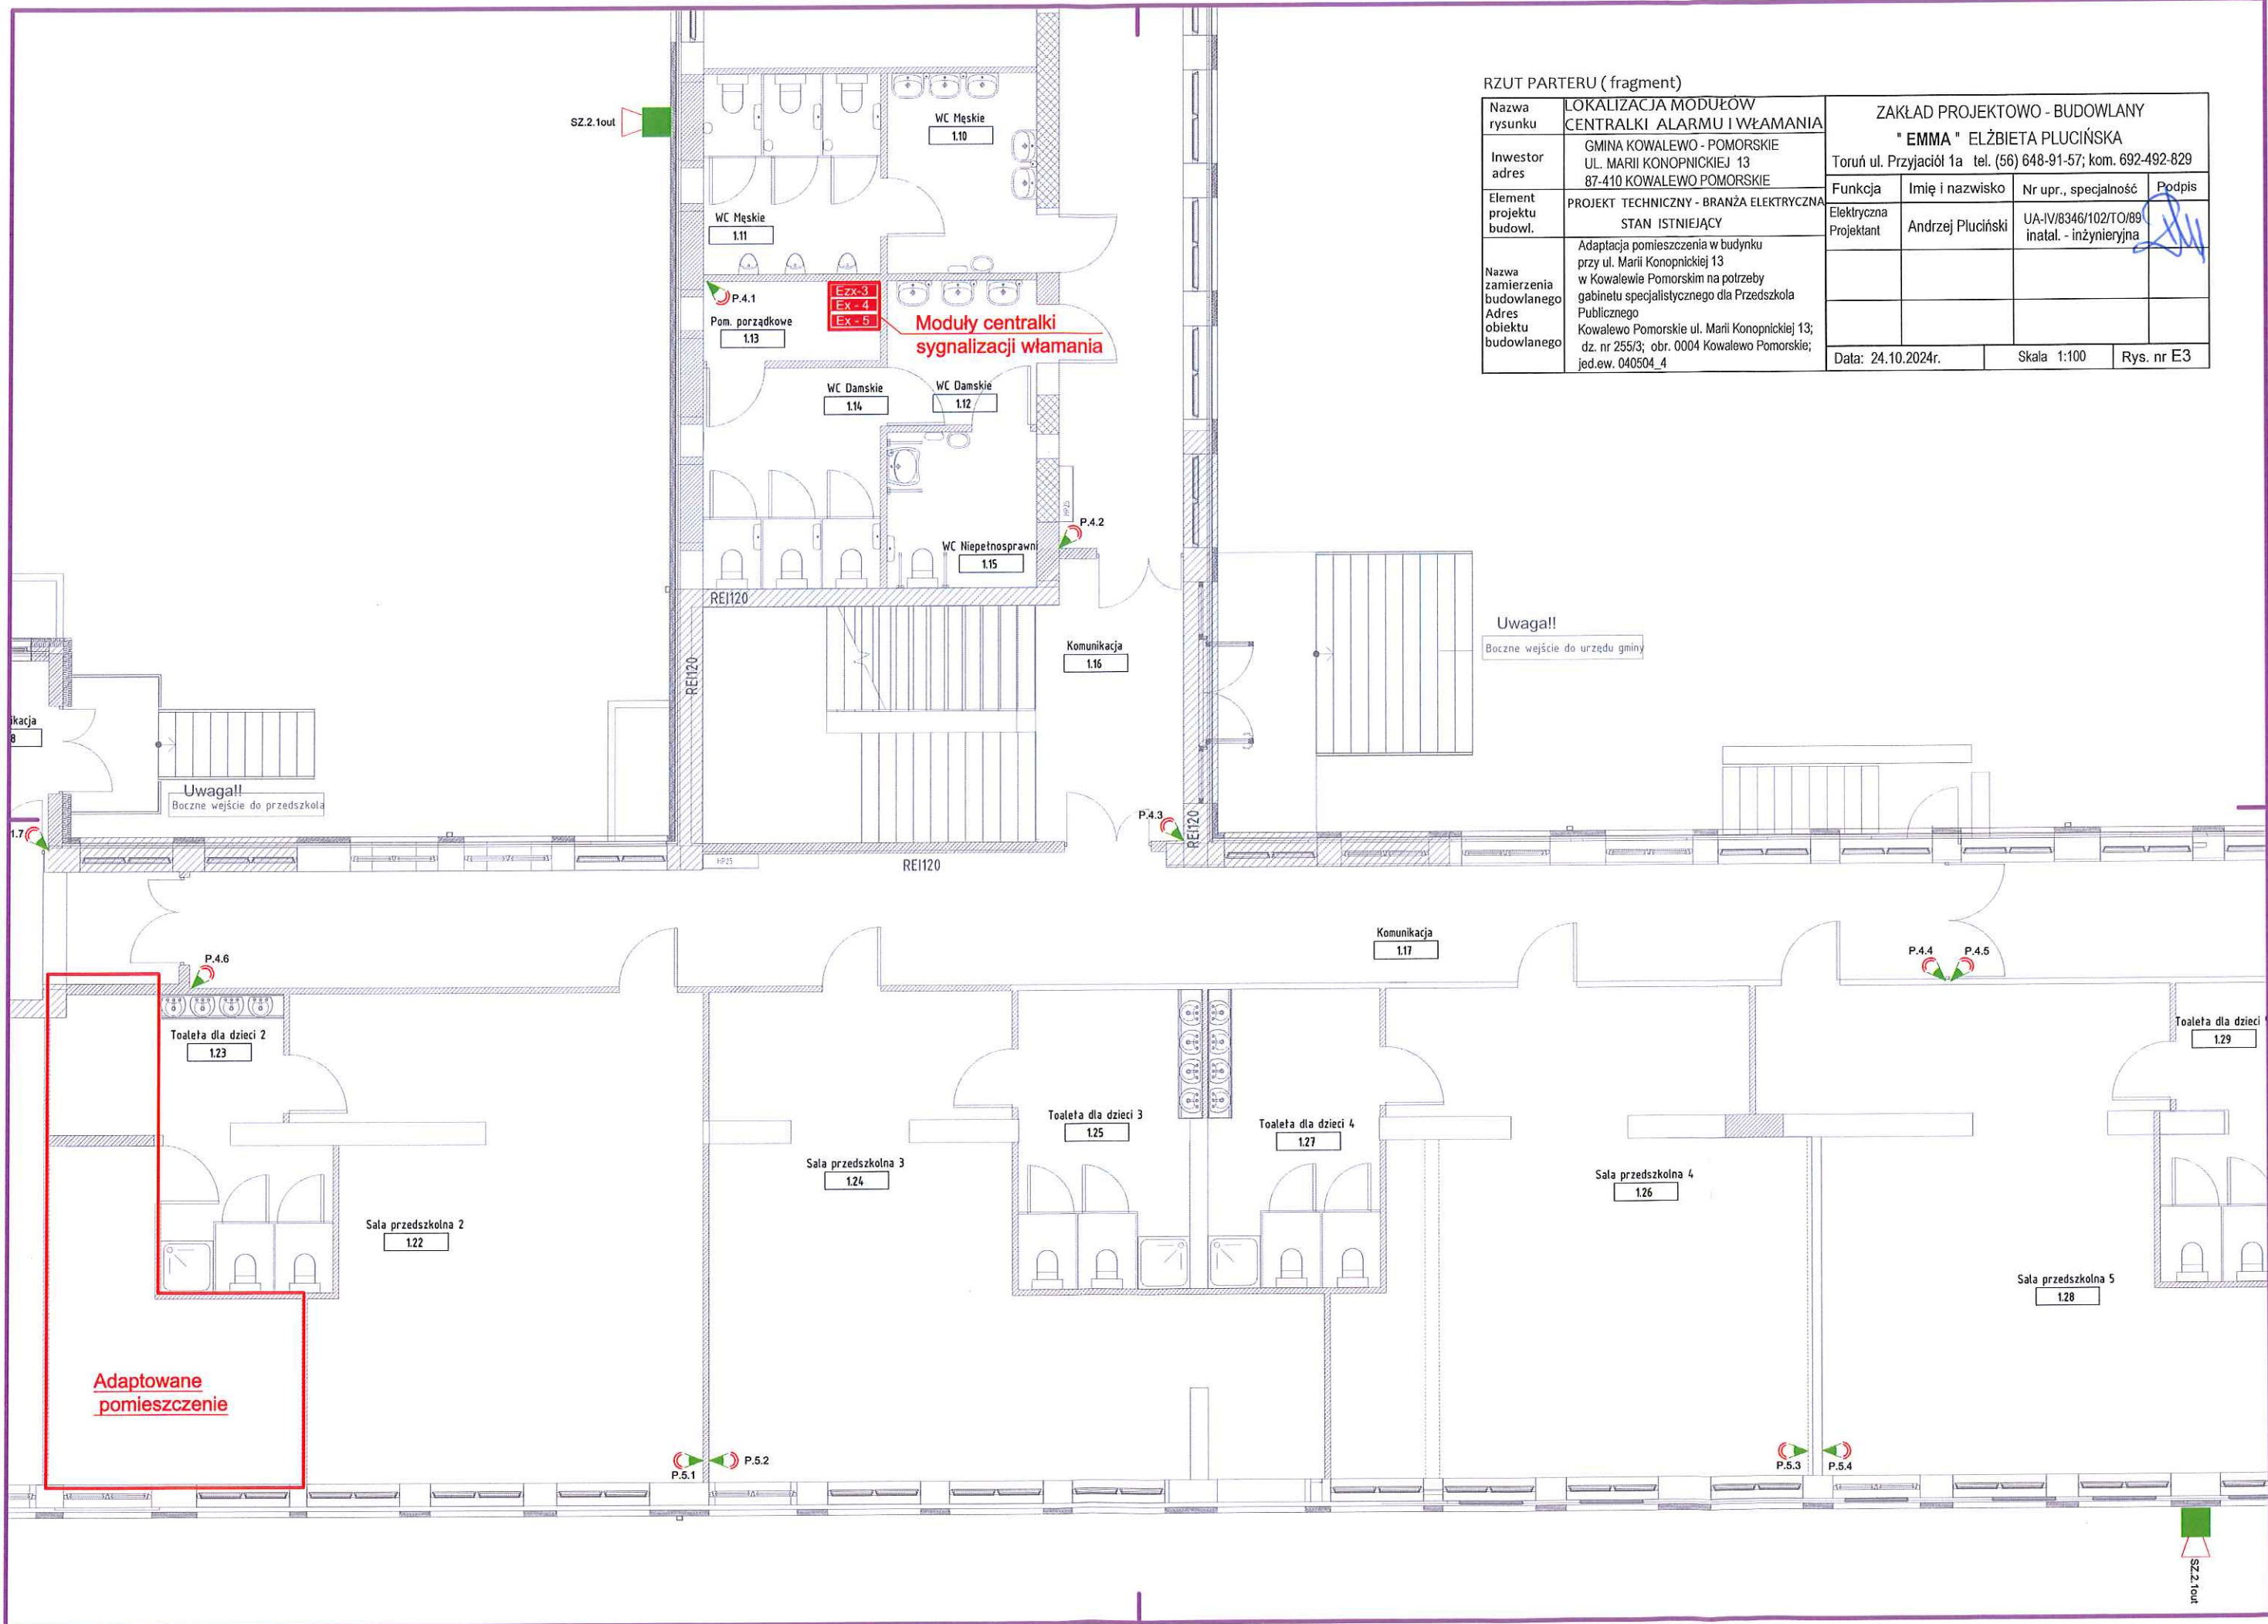 RZUT PARTERU ( fragment)
Nazwa
rysunku
LOKALIZACJA MODUŁÓW
CENTRALKI ALARMU I WŁAMANIA
Inwestor
adres
GMINA KOWALEWO - POMORSKIE
UL. MARII KONOPNICKIEJ 13
87-410 KOWALEWO POMORSKIE
Element
projektu
budowl.
PROJEKT TECHNICZNY - BRANŻA ELEKTRYCZNA
STAN ISTNIEJĄCY
Nazwa
zamierzenia
budowlanego
Adres
obiektu
budowlanego
Adaptacja pomieszczenia w budynku
przy ul. Marii Konopnickiej 13
w Kowalewie Pomorskim na potrzeby
gabinetu specjalistycznego dla Przedszkola
Publicznego
Kowalewo Pomorskie ul. Marii Konopnickiej 13;
dz. nr 255/3; obr. 0004 Kowalewo Pomorskie;
jed.ew. 040504_4
ZAKŁAD PROJEKTOWO - BUDOWLANY
" EMMA " ELŻBIETA PLUCIŃSKA
Toruń ul. Przyjaciół 1a tel. (56) 648-91-57; kom. 692-492-829
Funkcja
Imię i nazwisko
Nr upr., specjalność
Podpis
Elektryczna
Projektant
Andrzej Pluciński
UA-IV/8346/102/TO/89
inatal. - inżynieryjna
Data: 24.10.2024r.
Skala 1:100
Rys. nr E3
SZ.2.1out
WC Męskie
1.10
WC Męskie
1.11
P.4.1
Ezx-3
Ex - 4
Ex - 5
Pom. porządkowe
1.13
Moduły centralki
sygnalizacji włamania
WC Damskie
1.14
WC Damskie
1.12
P.4.2
WC Niepełnosprawni
1.15
REI120
REI120
Komunikacja
1.16
Uwaga!!
Boczne wejście do urzędu gminy
ikacja
8
Uwaga!!
Boczne wejście do przedszkola
1.7
P.4.3
REI120
HP25
REI120
Komunikacja
1.17
P.4.4
P.4.5
P.4.6
Toaleta dla dzieci 2
1.23
Toaleta dla dzieci
1.29
Toaleta dla dzieci 3
1.25
Toaleta dla dzieci 4
1.27
Sala przedszkolna 3
1.24
Sala przedszkolna 4
1.26
Sala przedszkolna 2
1.22
Sala przedszkolna 5
1.28
Adaptowane
pomieszczenie
P.5.1
P.5.2
P.5.3
P.5.4
SZ.2.1out